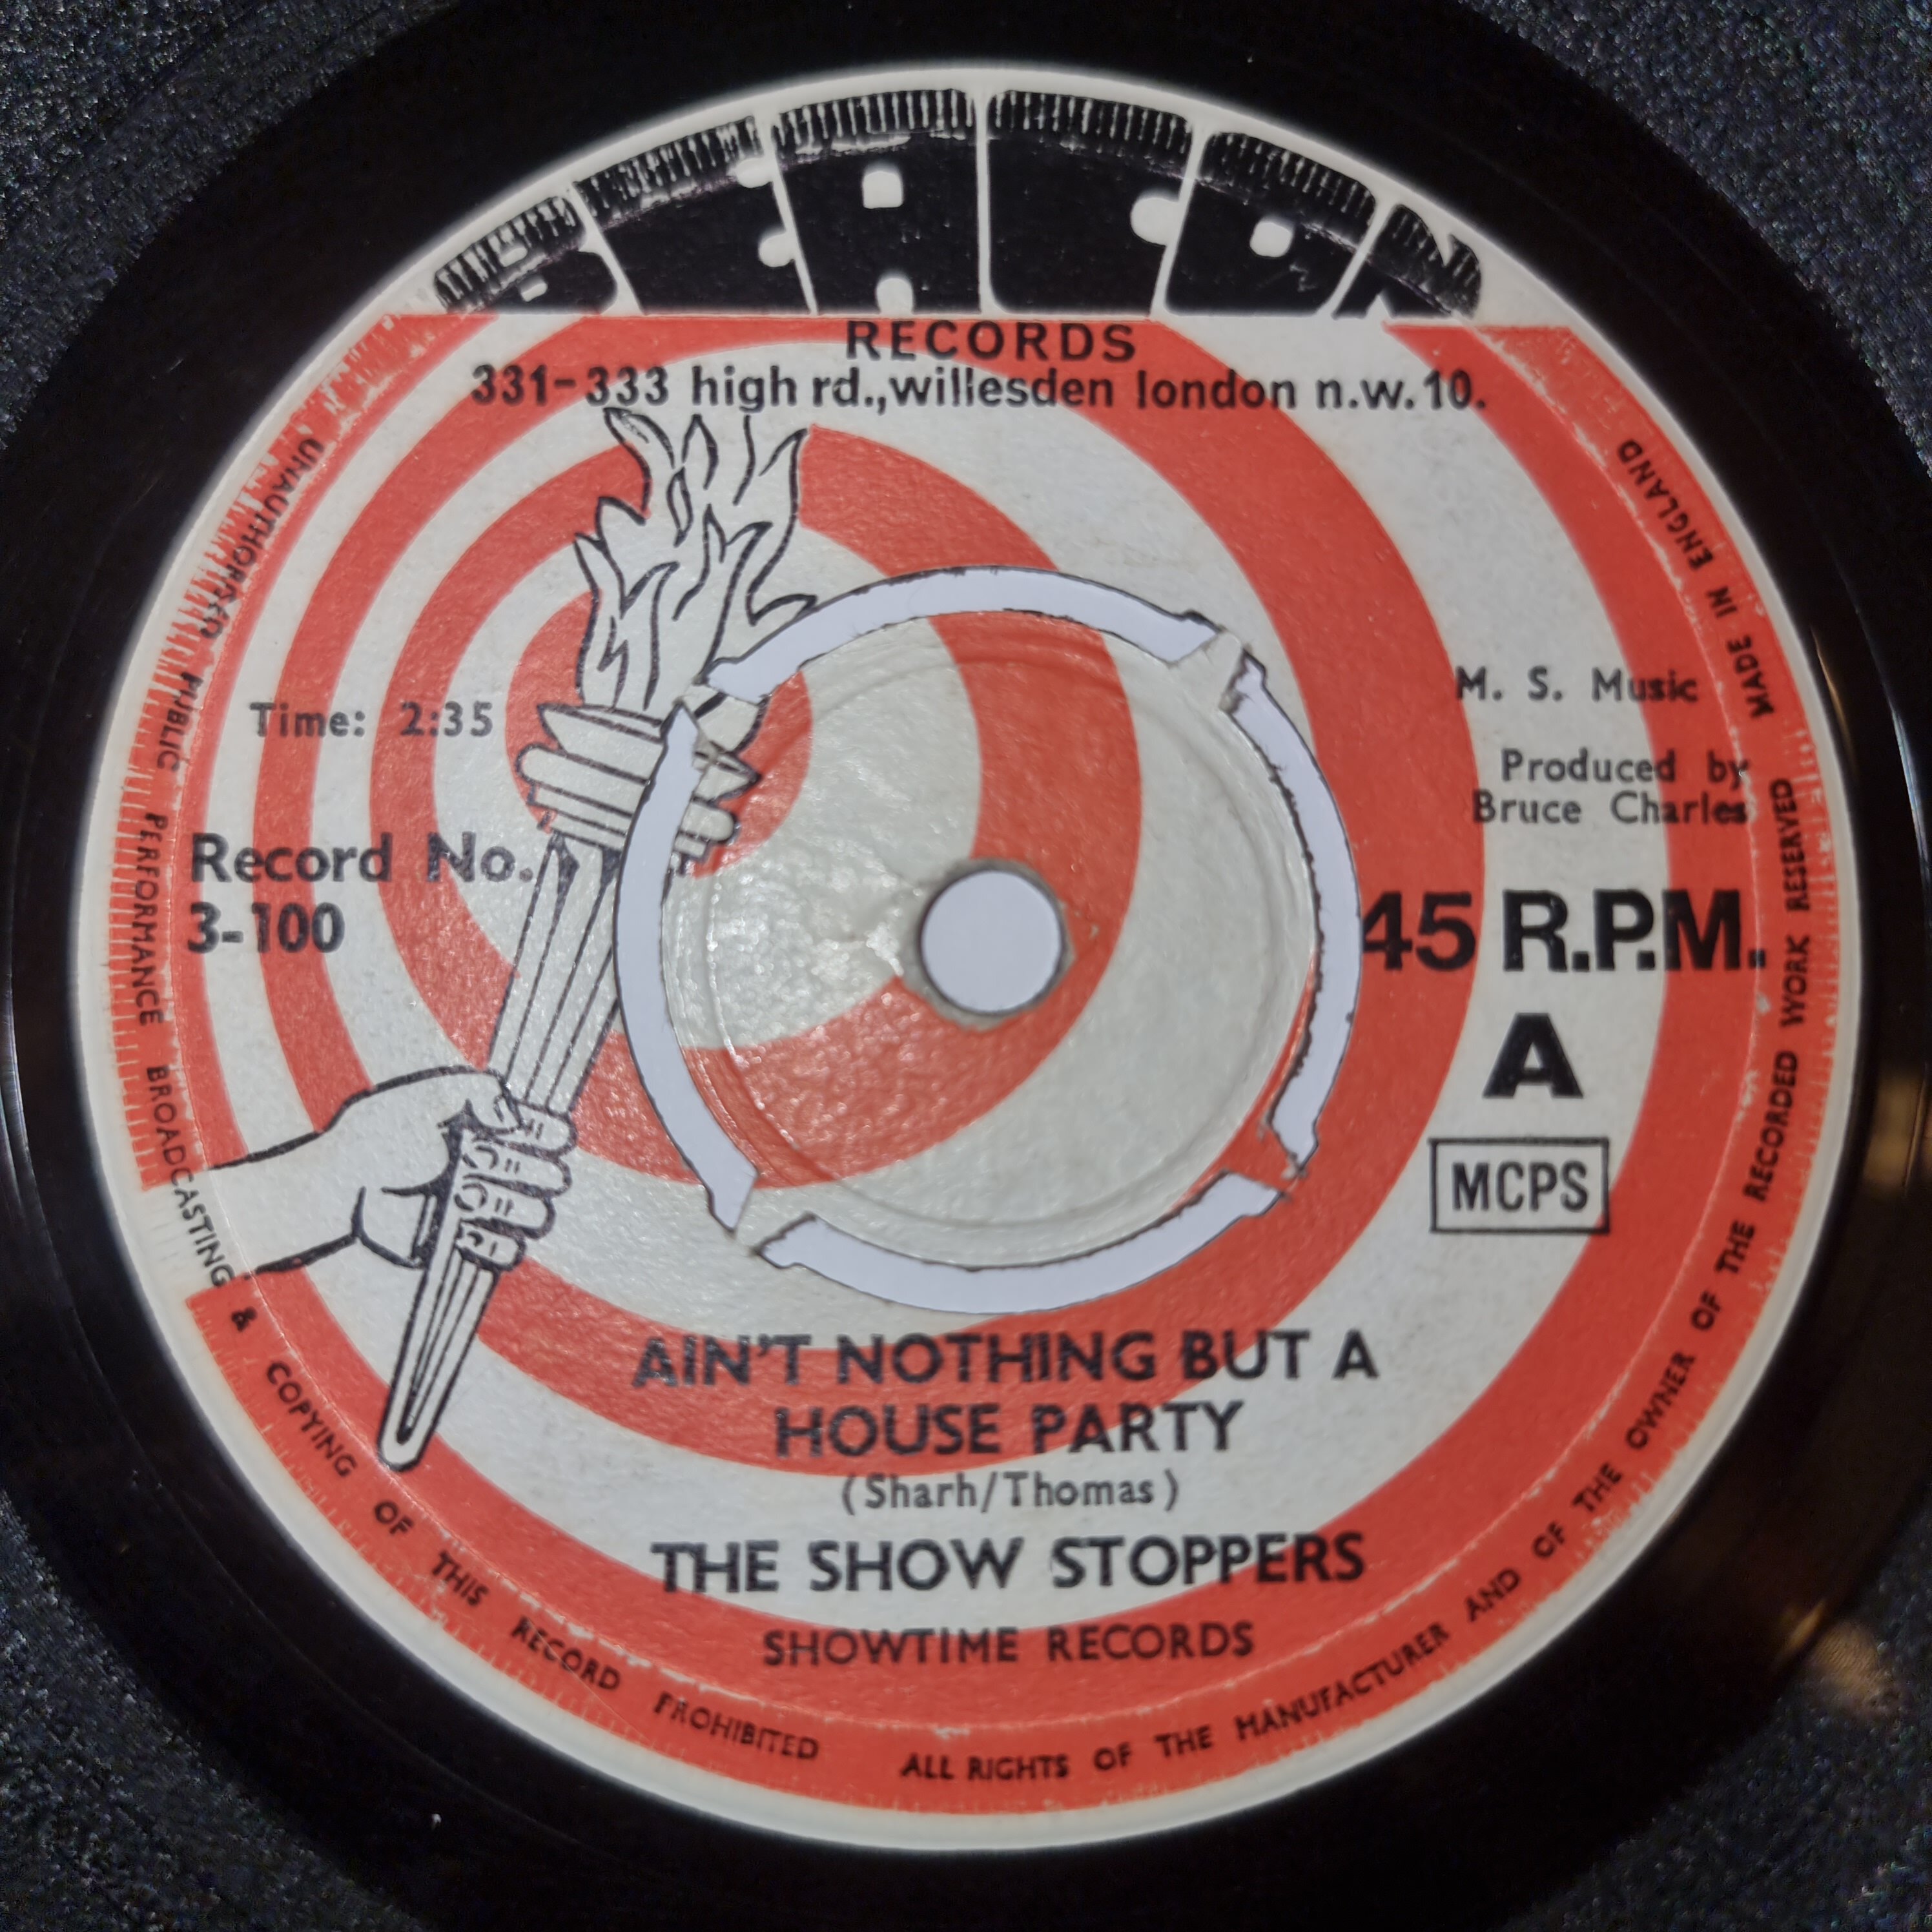 BEACON
RECORDS
331-333 high rd.,willesden london n.w.10.
Time: 2:35
Record No.
3-100
M. S. Music
Produced by
Bruce Charles
45 R.P.M.
A
MCPS
AIN'T NOTHING BUT A
HOUSE PARTY
(Sharh/Thomas)
THE SHOW STOPPERS
SHOWTIME RECORDS
UNAUTHORISED PUBLIC PERFORMANCE BROADCASTING & COPYING OF THIS RECORD PROHIBITED ALL RIGHTS OF THE MANUFACTURER AND OF THE OWNER OF THE RECORDED WORK RESERVED MADE IN ENGLAND